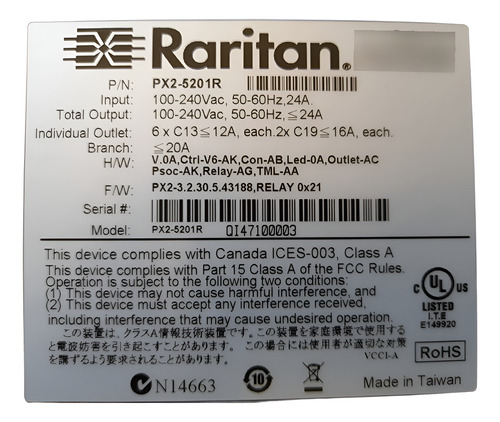 Raritan®
P/N: PX2-5201R
Input: 100-240Vac, 50-60Hz,24A.
Total Output: 100-240Vac, 50-60Hz,≦24A
Individual Outlet: 6 x C13≦12A, each.2x C19≦16A, each.
Branch: ≦20A
H/W: V.0A,Ctrl-V6-AK,Con-AB,Led-0A,Outlet-AC
Psoc-AK,Relay-AG,TML-AA
F/W: PX2-3.2.30.5.43188,RELAY 0x21
Serial #:
Model: PX2-5201R QI47100003
This device complies with Canada ICES-003, Class A
This device complies with Part 15 Class A of the FCC Rules.
Operation is subject to the following two conditions:
(1) This device may not cause harmful interference, and
(2) This device must accept any interference received,
including interference that may cause undesired operation.
c UL US
LISTED
I.T.E
E149920
この装置は、クラスA情報技術装置です。この装置を家庭環境で使用する
と電波妨害を引き起こすことがあります。この場合には使用者が適切な対策
を講ずるよう要求されることがあります。 VCCI-A
RoHS
N14663
10
Made in Taiwan